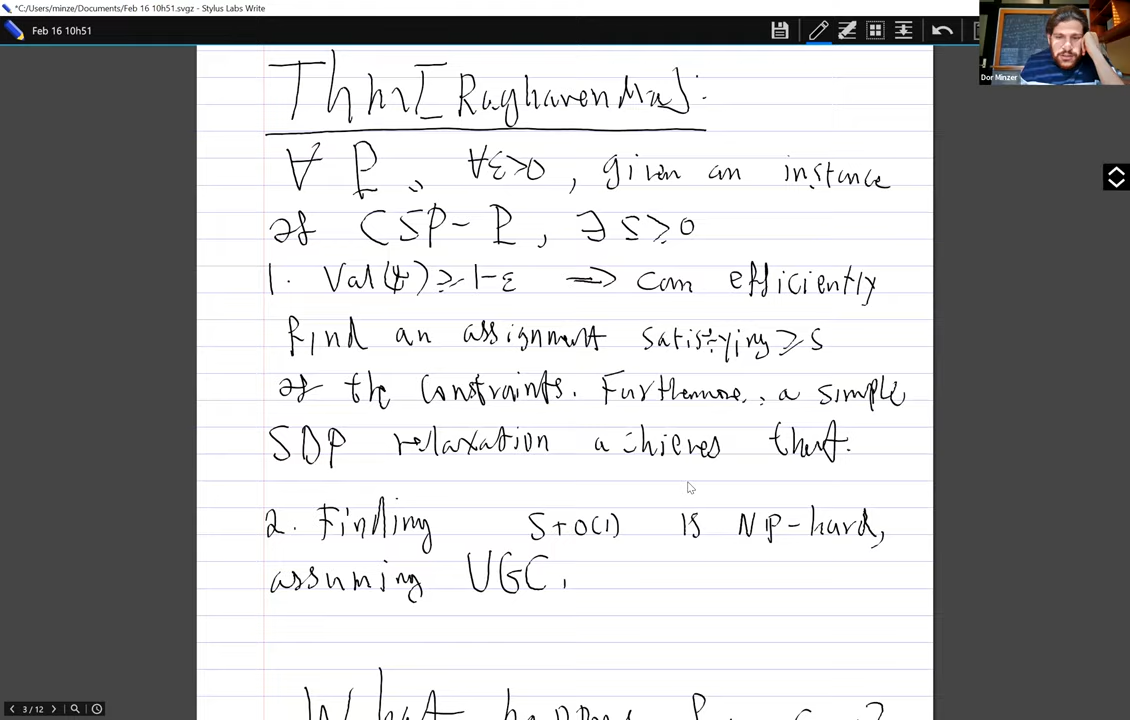 *C:/Users/minze/Documents/Feb 16 10h51.svgz - Stylus Labs Write
Feb 16 10h51
Dor Minzer
Thm [Raghavendra]:
∀ P, ∀ε>0, given an instance
of CSP-P, ∃ s≥0
1. Val(Ψ)≥1-ε ⇒ can efficiently
find an assignment satisfying ≥s
of the constraints. Furthermore, a simple
SDP relaxation achieves that.
2. Finding s+o(1) is NP-hard,
assuming UGC.
What happens
3 / 12